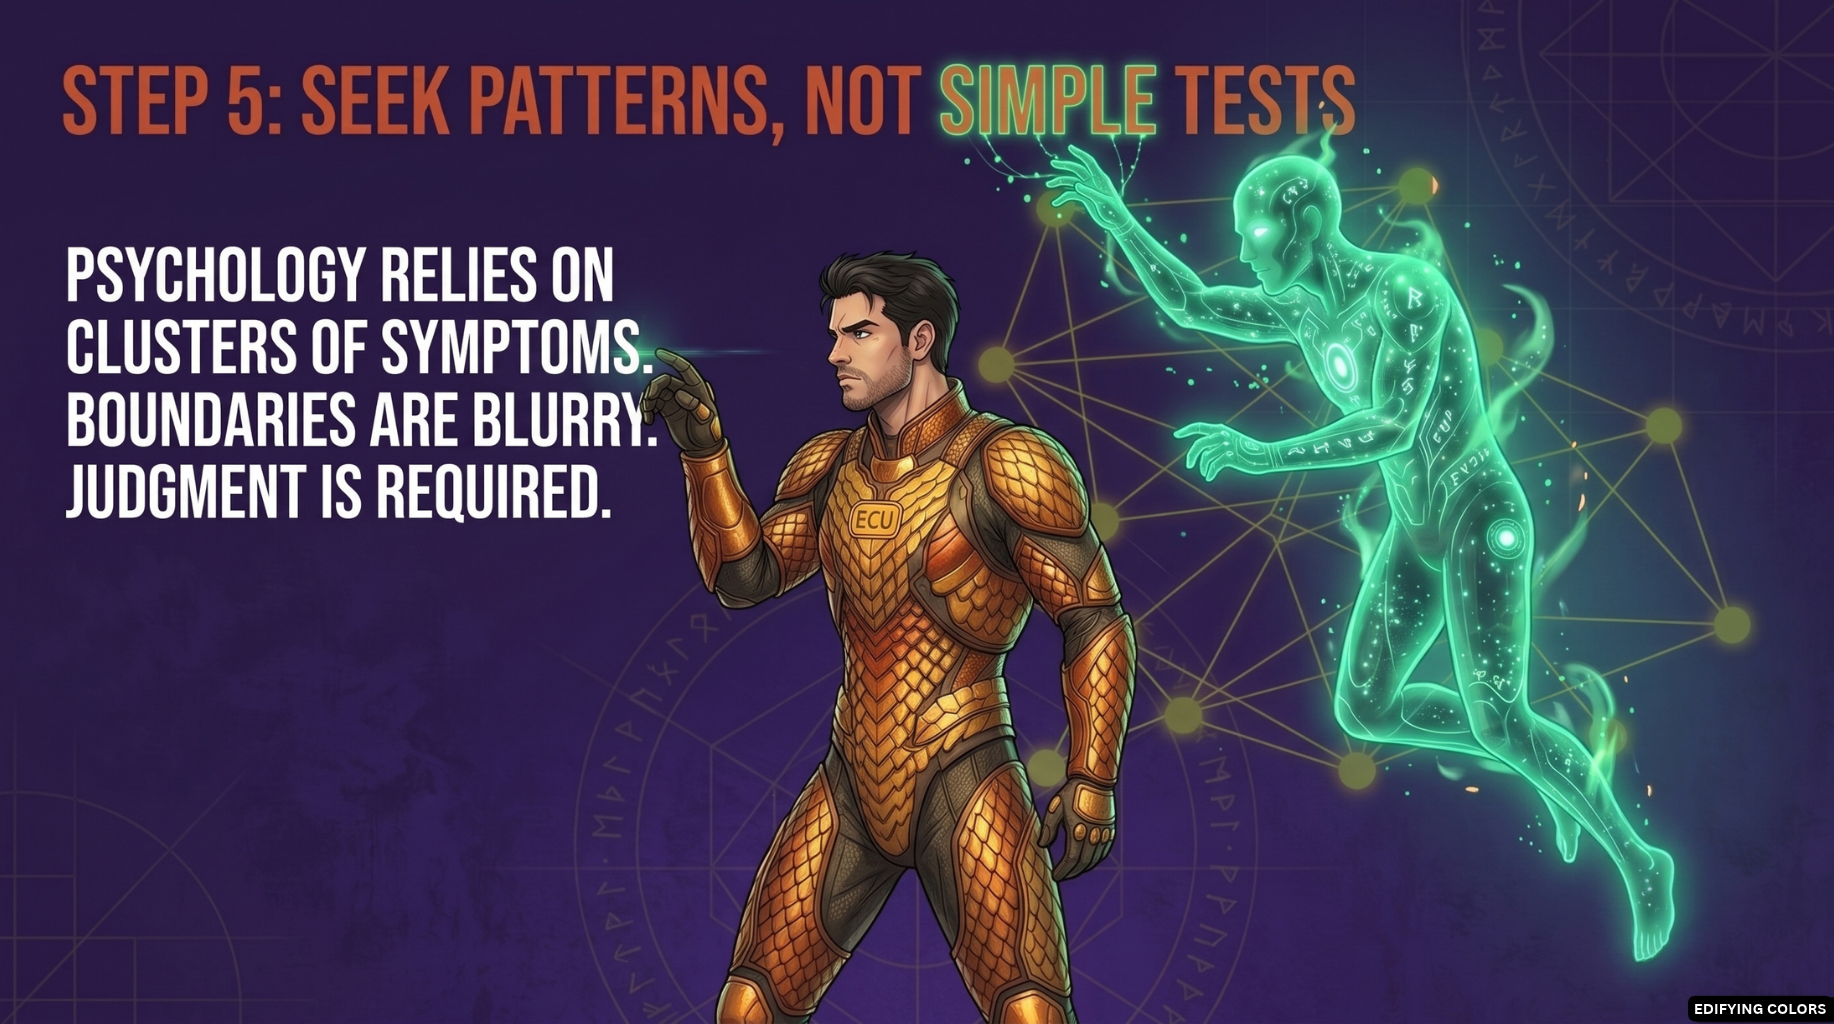 STEP 5: SEEK PATTERNS, NOT SIMPLE TESTS
PSYCHOLOGY RELIES ON
CLUSTERS OF SYMPTOMS.
BOUNDARIES ARE BLURRY.
JUDGMENT IS REQUIRED.
ECU
EDIFYING COLORS